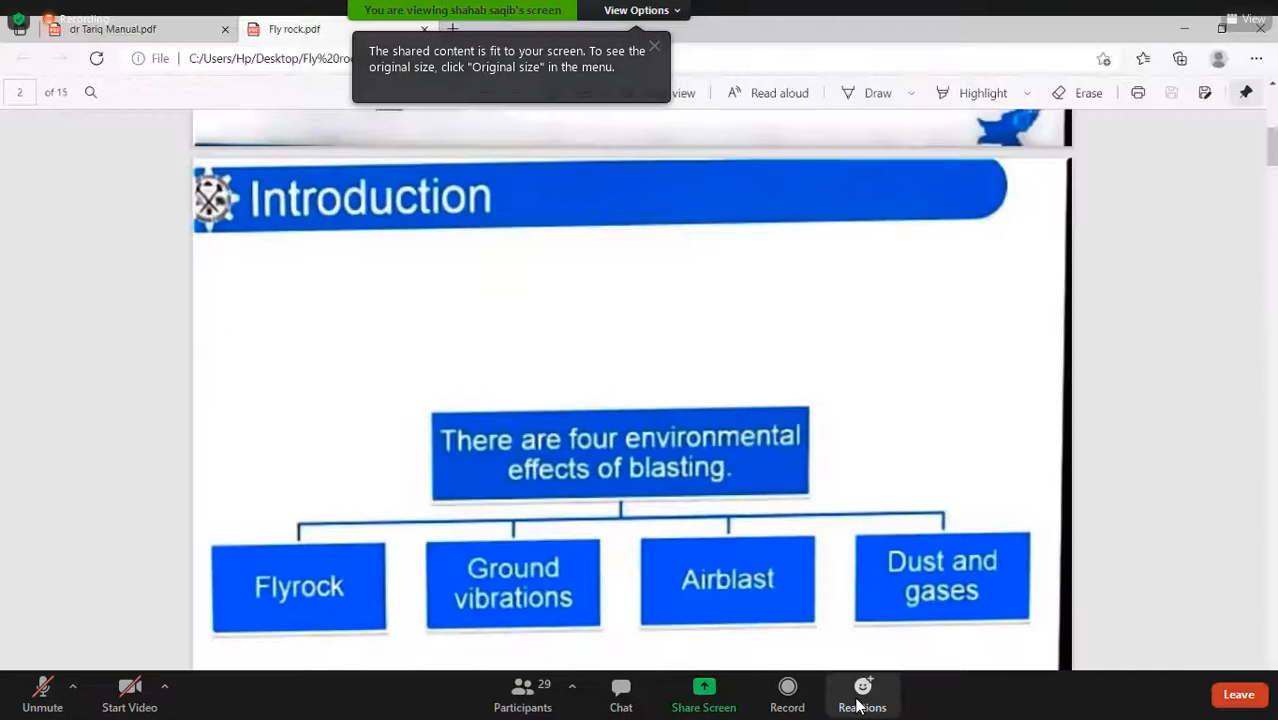 Recording
You are viewing shahab saqib's screen
View Options
View
dr Tariq Manual.pdf
Fly rock.pdf
The shared content is fit to your screen. To see the
original size, click "Original size" in the menu.
File
C:/Users/Hp/Desktop/Fly%20ro
2
of 15
Read aloud
Draw
Highlight
Erase
Introduction
There are four environmental
effects of blasting.
Flyrock
Ground
vibrations
Airblast
Dust and
gases
29
Unmute
Start Video
Participants
Chat
Share Screen
Record
Reactions
Leave